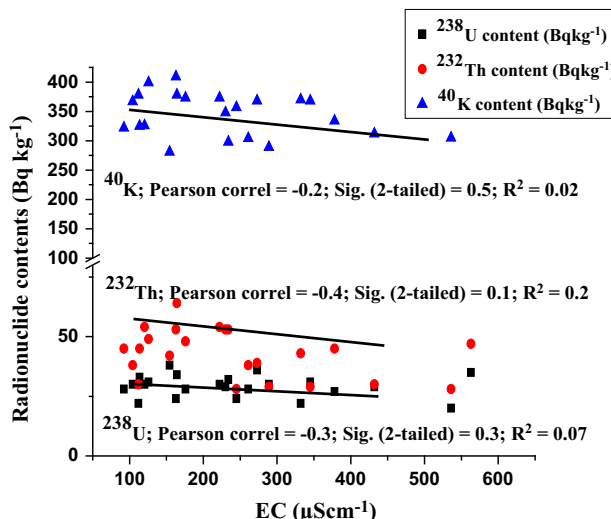 ²³⁸U content (Bqkg⁻¹)
²³²Th content (Bqkg⁻¹)
⁴⁰K content (Bqkg⁻¹)
Radionuclide contents (Bq kg⁻¹)
400
350
300
250
200
150
100
100
50
0
⁴⁰K; Pearson correl = -0.2; Sig. (2-tailed) = 0.5; R² = 0.02
²³²Th; Pearson correl = -0.4; Sig. (2-tailed) = 0.1; R² = 0.2
²³⁸U; Pearson correl = -0.3; Sig. (2-tailed) = 0.3; R² = 0.07
100 200 300 400 500 600
EC (µScm⁻¹)